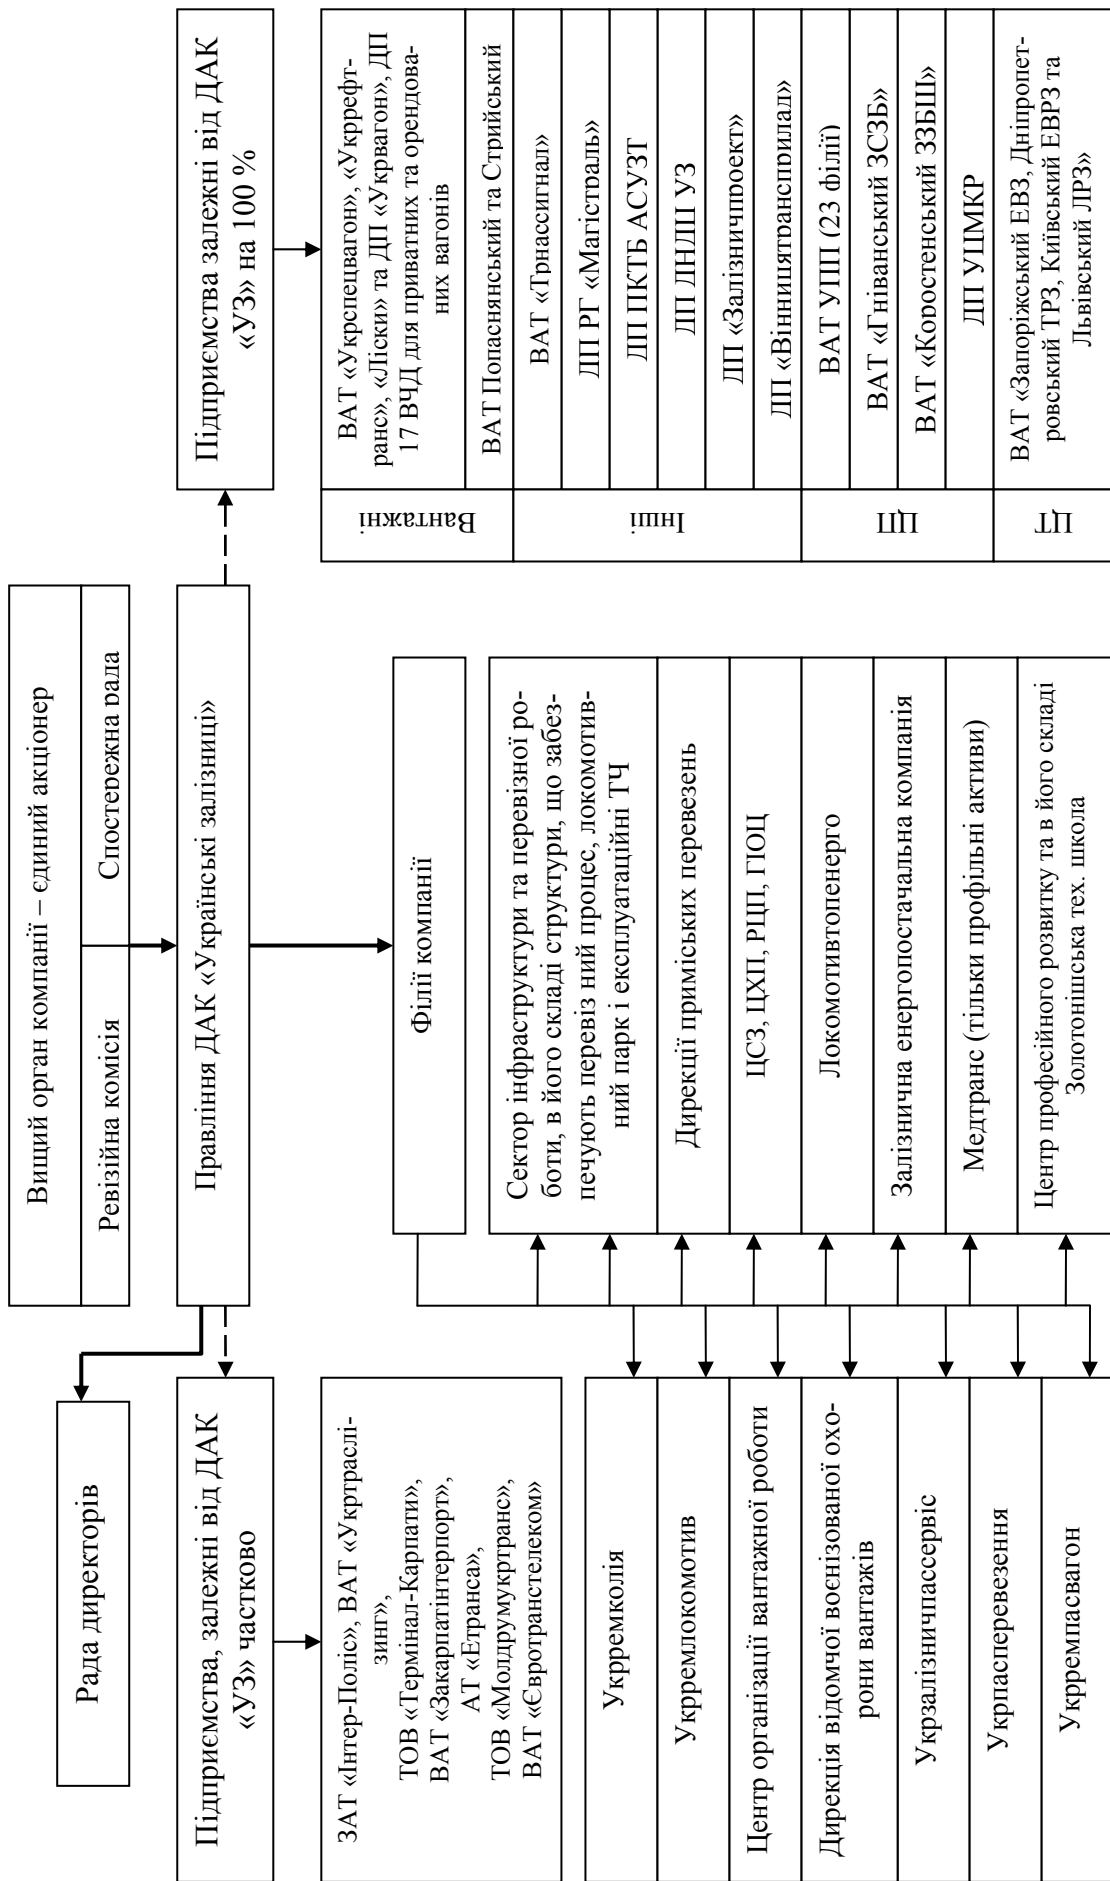 Вищий орган компанії – єдиний акціонер
Ревізійна комісія
Спостережна рада
Рада директорів
Правління ДАК «Українські залізниці»
Підприємства, залежні від ДАК
«УЗ» частково
Підприємства залежні від ДАК
«УЗ» на 100 %
ЗАТ «Інтер-Поліс», ВАТ «Укртраслі-
зинг»,
ТОВ «Термінал-Карпати»,
ВАТ «Закарпатінтерпорт»,
АТ «Етранса»,
ТОВ «Молдрумукртранс»,
ВАТ «Євротранстелеком»
Філії компанії
Укрремколія
Укрремлокомотив
Центр організації вантажної роботи
Дирекція відомчої воєнізованої охо-
рони вантажів
Укрзалізничпассервіс
Укрпасперевезення
Укррeмпасвагон
Сектор інфраструктури та перевізної ро-
боти, в його складі структури, що забез-
печують перевіз ний процес, локомотив-
ний парк і експлуатаційні ТЧ
Дирекції приміських перевезень
ЦСЗ, ЦХП, РЦП, ГІОЦ
Локомотивтопенерго
Залізнична енергопостачальна компанія
Медтранс (тільки профільні активи)
Центр професійного розвитку та в його складі
Золотонішська тех. школа
Вантажні
ВАТ «Укрспецвагон», «Укррефт-
ранс», «Ліски» та ДП «Укрвагон», ДП
17 ВЧД для приватних та орендова-
них вагонів
ВАТ Попаснянський та Стрийський
Інші
ВАТ «Трнассигнал»
ДП РГ «Магістраль»
ДП ПКТБ АСУЗТ
ДП ДНДЦ УЗ
ДП «Залізничпроект»
ДП «Вінницятрансприлад»
ЦП
ВАТ УПП (23 філії)
ВАТ «Гніванський ЗСЗБ»
ВАТ «Коростенський ЗЗБШ»
ДП УЦМКР
ЦТ
ВАТ «Запоріжський ЕВЗ, Дніпропет-
ровський ТРЗ, Київський ЕВРЗ та
Львівський ЛРЗ»